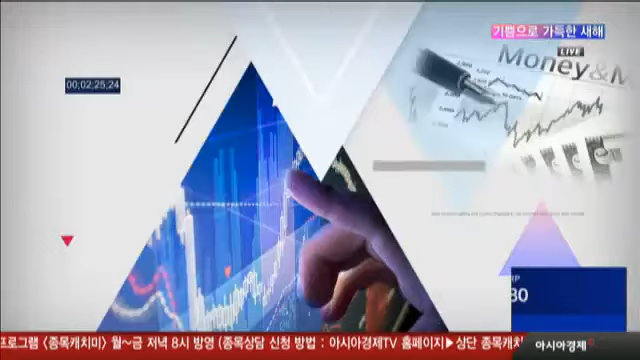 기쁨으로 가득한 새해
LIVE
Money&M
00;02;25;24
RP
80
프로그램 〈종목캐치미〉 월~금 저녁 8시 방영 (종목상담 신청 방법 : 아시아경제TV 홈페이지▶상단 종목캐치
아시아경제